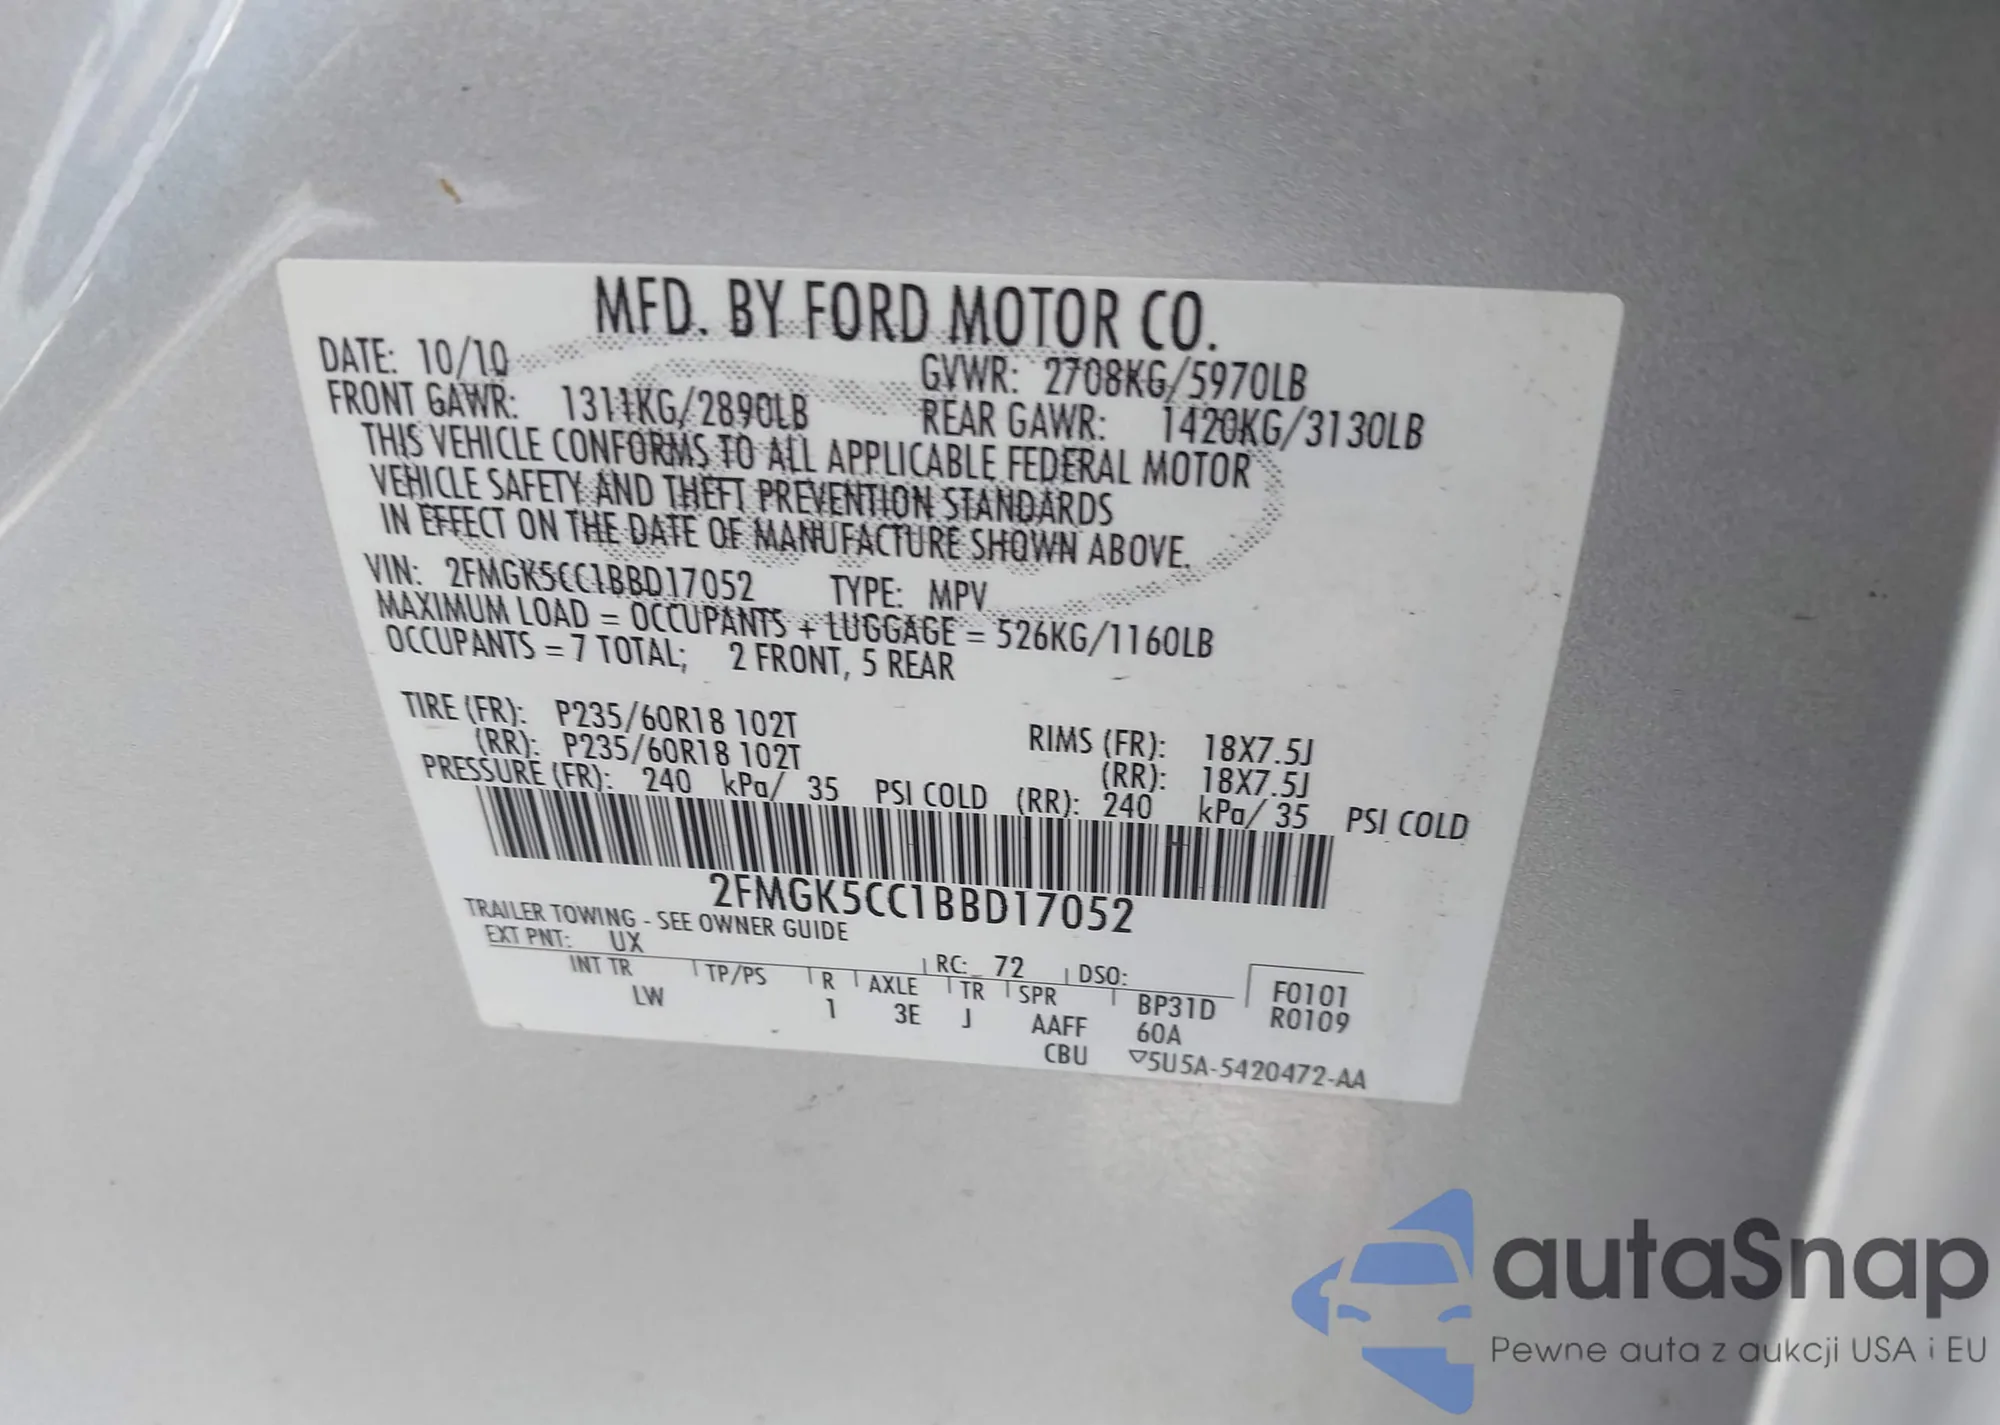 MFD. BY FORD MOTOR CO.
DATE: 10/10 GVWR: 2708KG/5970LB
FRONT GAWR: 1311KG/2890LB REAR GAWR: 1420KG/3130LB
THIS VEHICLE CONFORMS TO ALL APPLICABLE FEDERAL MOTOR
VEHICLE SAFETY AND THEFT PREVENTION STANDARDS
IN EFFECT ON THE DATE OF MANUFACTURE SHOWN ABOVE.
VIN: 2FMGK5CC1BBD17052 TYPE: MPV
MAXIMUM LOAD = OCCUPANTS + LUGGAGE = 526KG/1160LB
OCCUPANTS = 7 TOTAL; 2 FRONT, 5 REAR
TIRE (FR): P235/60R18 102T RIMS (FR): 18X7.5J
(RR): P235/60R18 102T (RR): 18X7.5J
PRESSURE (FR): 240 kPa/ 35 PSI COLD (RR): 240 kPa/ 35 PSI COLD
2FMGK5CC1BBD17052
TRAILER TOWING - SEE OWNER GUIDE
EXT PNT: UX RC: 72 DSO: F0101
INT TR TP/PS R AXLE TR SPR BP31D R0109
LW 1 3E J AAFF 60A
CBU ▽5U5A-5420472-AA
autaSnap
Pewne auta z aukcji USA i EU